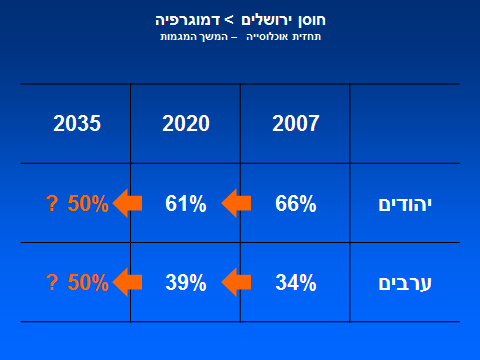 חוסן ירושלים > דמוגרפיה
תחזית אוכלוסייה – המשך המגמות
2007 2020 2035
יהודים 66% 61% 50% ?
ערבים 34% 39% 50% ?